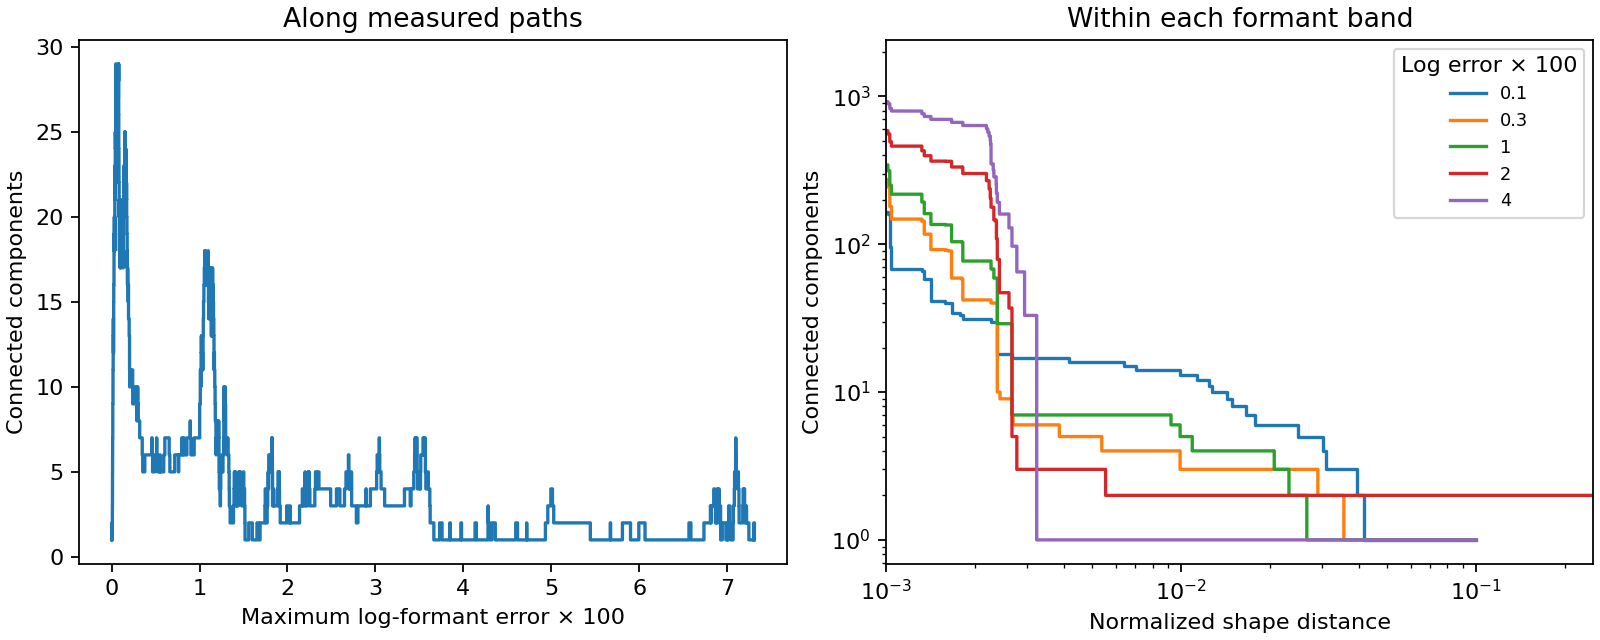 Along measured paths
Connected components
30
25
20
15
10
5
0
0 1 2 3 4 5 6 7
Maximum log-formant error × 100
Within each formant band
Connected components
10³
10²
10¹
10⁰
10⁻³ 10⁻² 10⁻¹
Normalized shape distance
Log error × 100
0.1
0.3
1
2
4